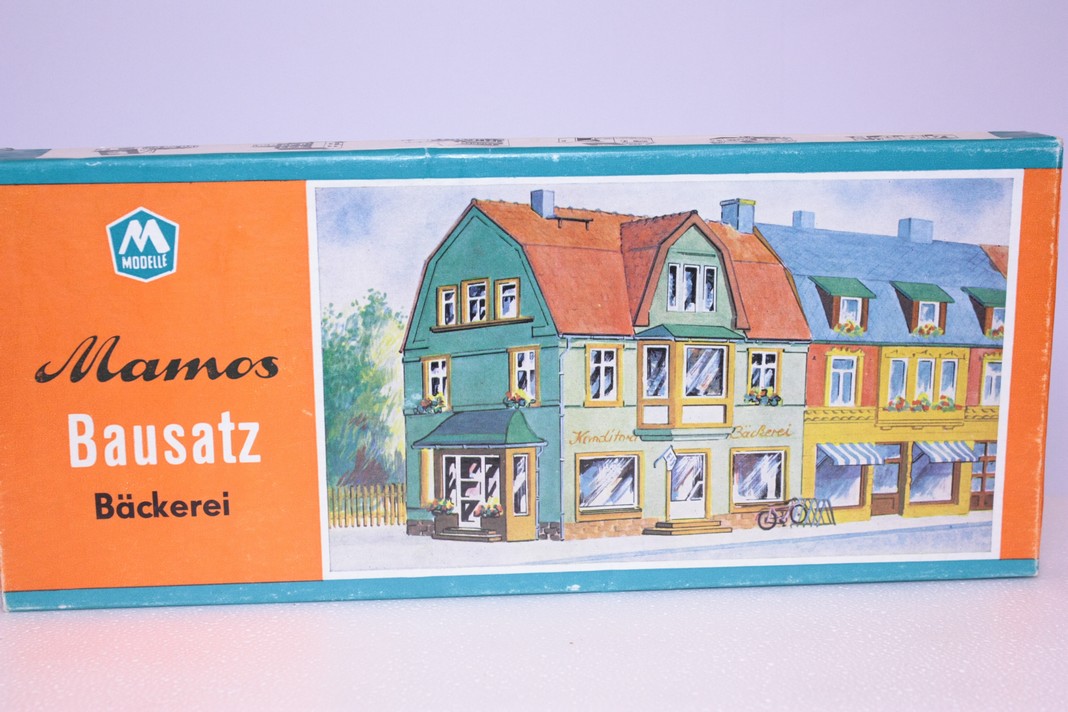 M
MODELLE
Mamos
Bausatz
Bäckerei
Konditorei
Bäckerei